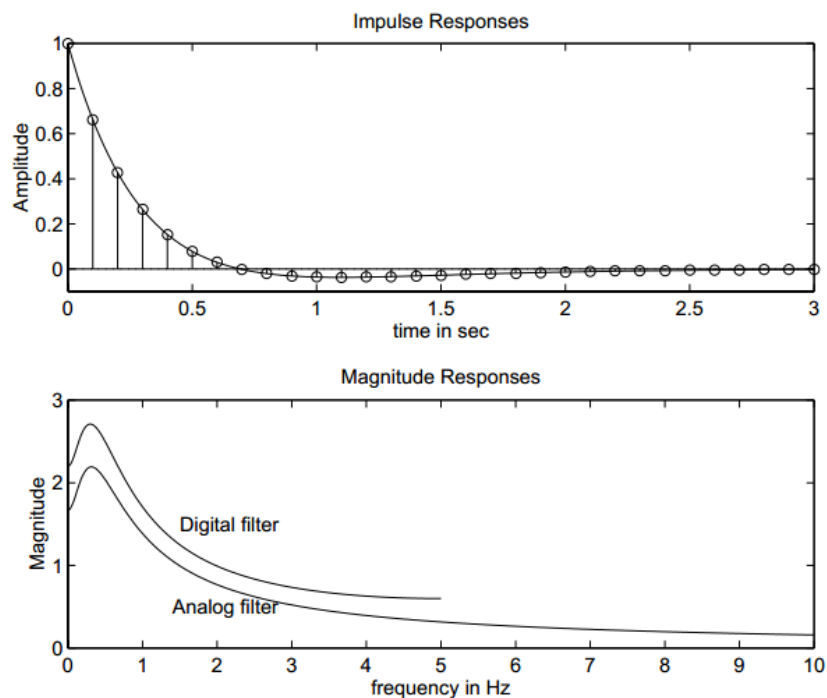 Impulse Responses
1
0.8
0.6
0.4
0.2
0
Amplitude
0 0.5 1 1.5 2 2.5 3
time in sec
Magnitude Responses
3
2
1
0
Magnitude
Digital filter
Analog filter
0 1 2 3 4 5 6 7 8 9 10
frequency in Hz